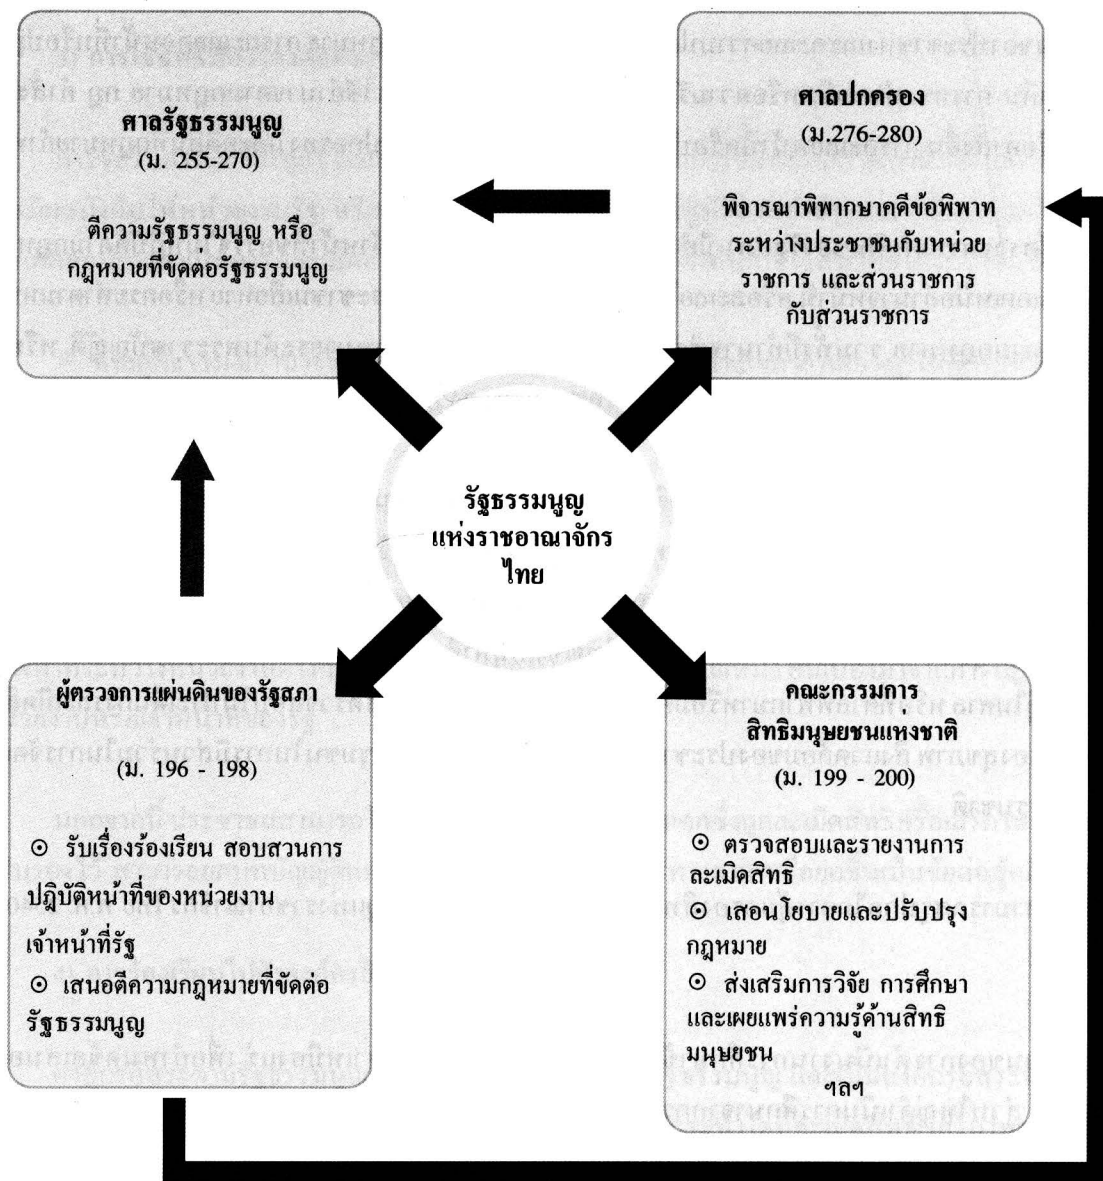 ศาลรัฐธรรมนูญ
(ม. 255-270)
ตีความรัฐธรรมนูญ หรือ
กฎหมายที่ขัดต่อรัฐธรรมนูญ
ศาลปกครอง
(ม.276-280)
พิจารณาพิพากษาคดีข้อพิพาท
ระหว่างประชาชนกับหน่วย
ราชการ และส่วนราชการ
กับส่วนราชการ
รัฐธรรมนูญ
แห่งราชอาณาจักร
ไทย
ผู้ตรวจการแผ่นดินของรัฐสภา
(ม. 196 - 198)
⊙ รับเรื่องร้องเรียน สอบสวนการ
ปฏิบัติหน้าที่ของหน่วยงาน
เจ้าหน้าที่รัฐ
⊙ เสนอตีความกฎหมายที่ขัดต่อ
รัฐธรรมนูญ
คณะกรรมการ
สิทธิมนุษยชนแห่งชาติ
(ม. 199 - 200)
⊙ ตรวจสอบและรายงานการ
ละเมิดสิทธิ
⊙ เสอนโยบายและปรับปรุง
กฎหมาย
⊙ ส่งเสริมการวิจัย การศึกษา
และเผยแพร่ความรู้ด้านสิทธิ
มนุษยชน
ฯลฯ